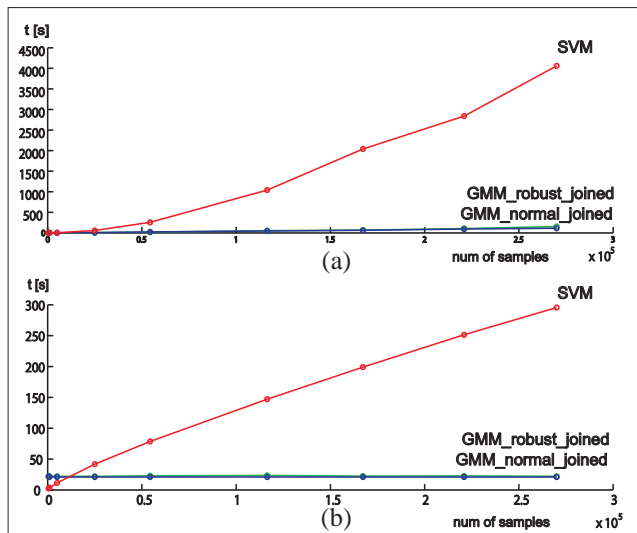 t [s]
4500
4000
3500
3000
2500
2000
1500
1000
500
0
SVM
GMM_robust_joined
GMM_normal_joined
0 0.5 1 1.5 2 2.5 3
(a)
num of samples x 10^5
t [s]
300
250
200
150
100
50
0
SVM
GMM_robust_joined
GMM_normal_joined
0 0.5 1 1.5 2 2.5 3
(b)
num of samples x 10^5